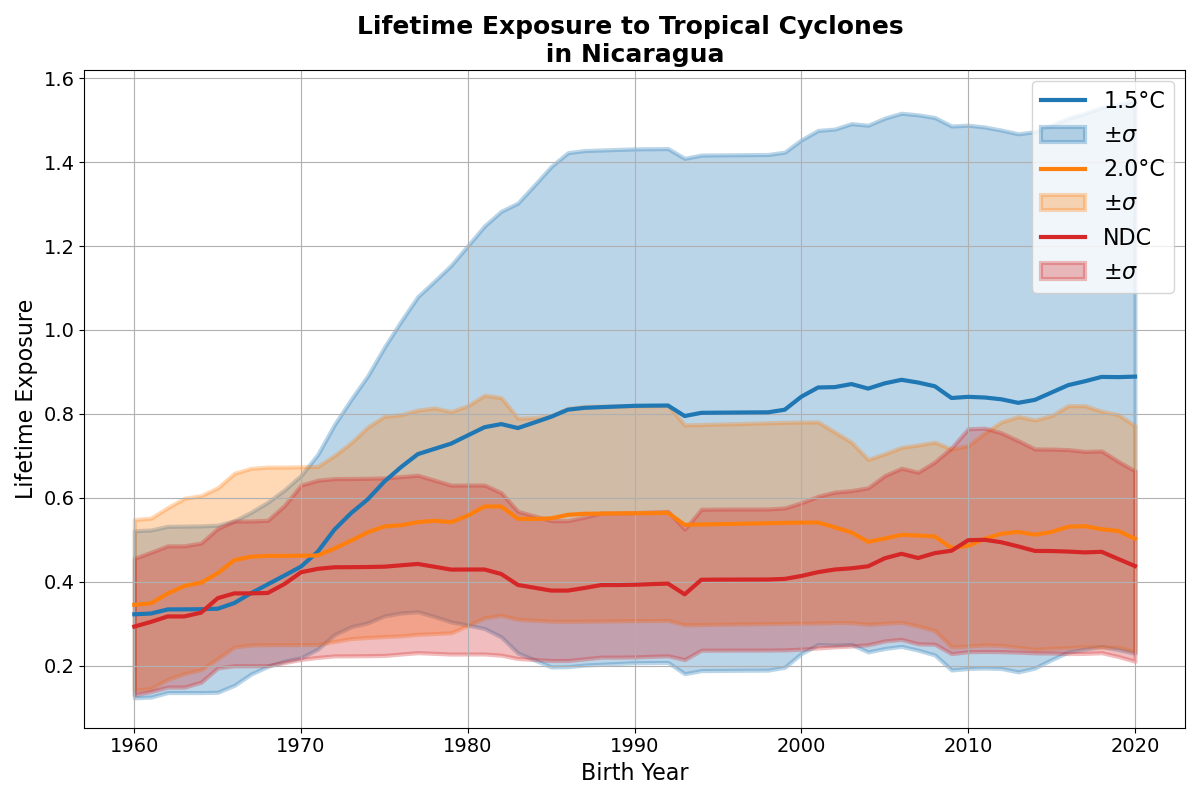 Lifetime Exposure to Tropical Cyclones
in Nicaragua
1.6
1.4
1.2
1.0
0.8
0.6
0.4
0.2
Lifetime Exposure
1.5°C
±σ
2.0°C
±σ
NDC
±σ
1960 1970 1980 1990 2000 2010 2020
Birth Year